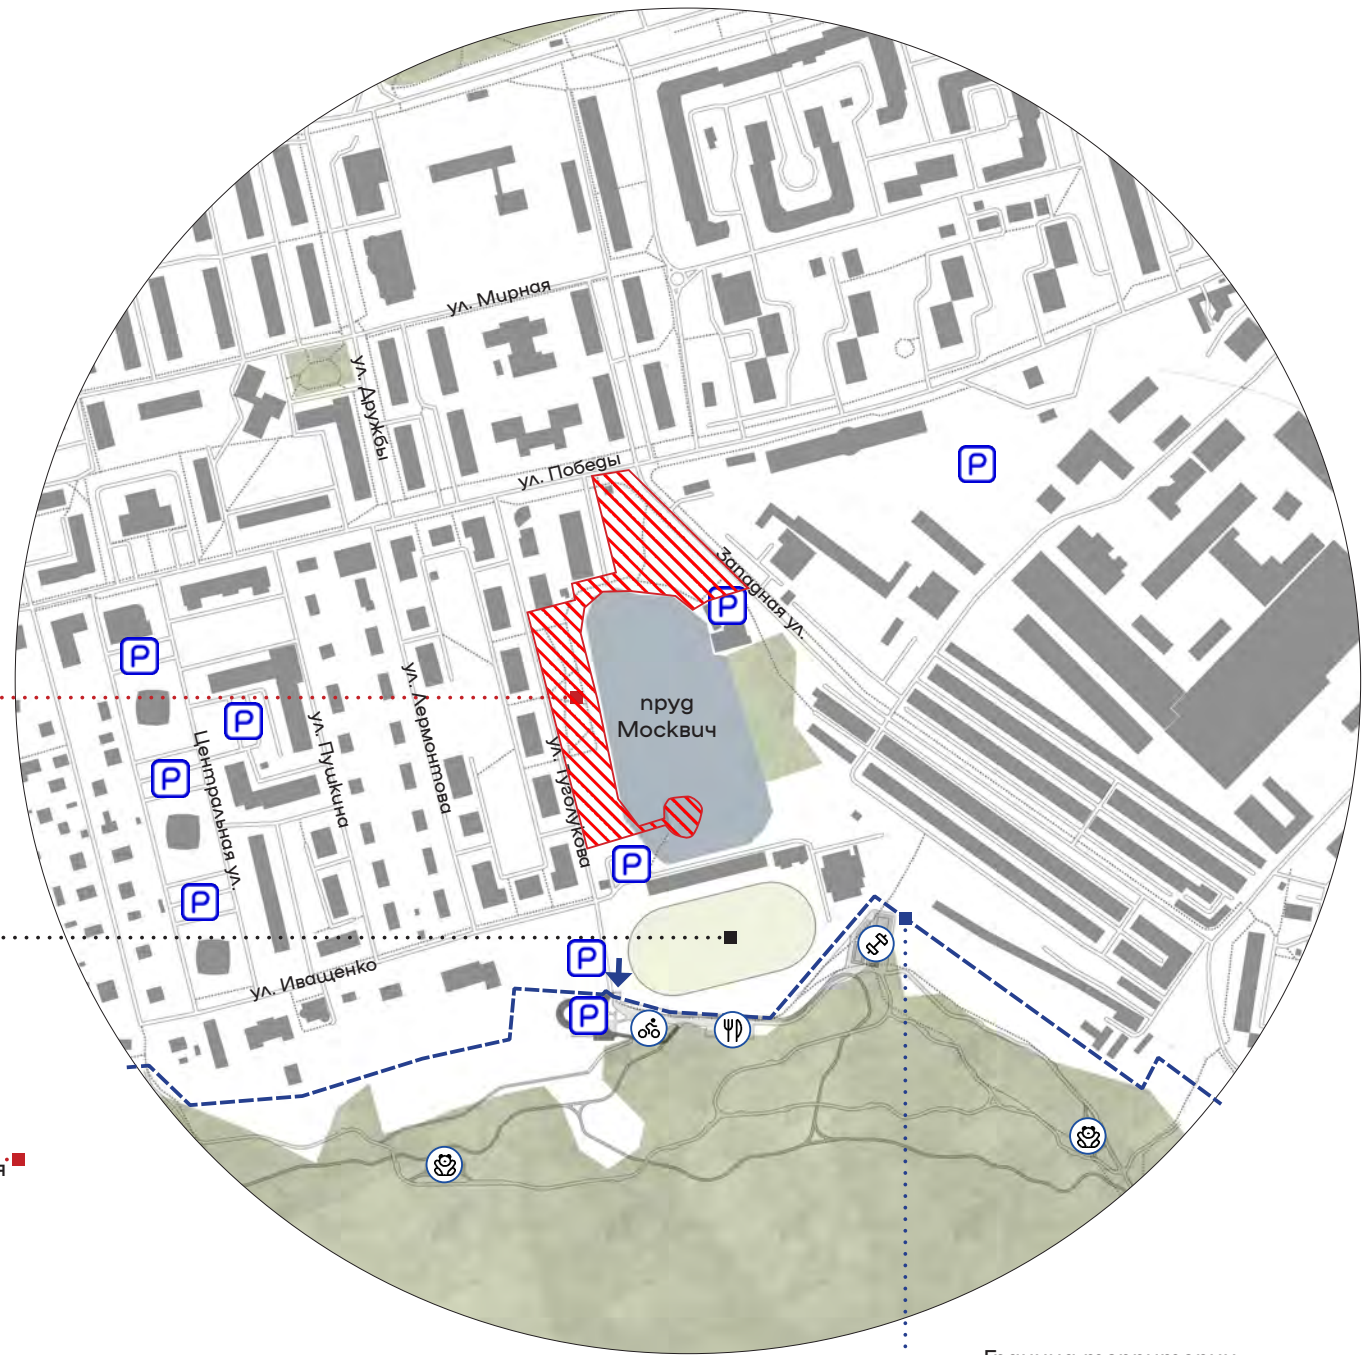 ул. Мирная
ул. Дружбы
ул. Победы
P
Западная ул.
P
P
P
пруд
Москвич
ул. Лермонтова
ул. Пушкина
Центральная ул.
ул. Туголукова
P
P
P
P
ул. Иващенко
P
я